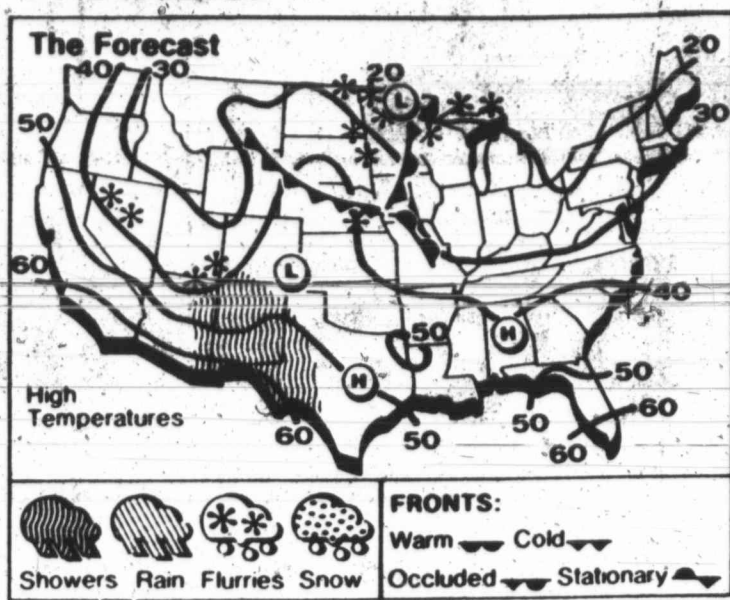 The Forecast
40 30 20 20
50 30
60 40
50 50
High
Temperatures
60 50 50 60
60
L
L
H
H
FRONTS:
Warm Cold
Showers Rain Flurries Snow
Occluded Stationary